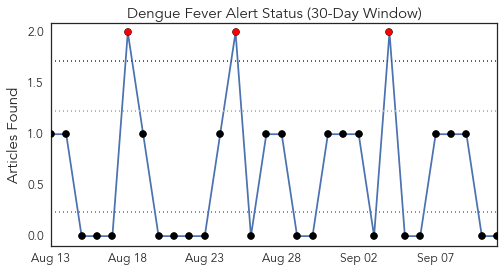 Dengue Fever Alert Status (30-Day Window)
2.0
1.5
1.0
0.5
0.0
Articles Found
Aug 13 Aug 18 Aug 23 Aug 28 Sep 02 Sep 07